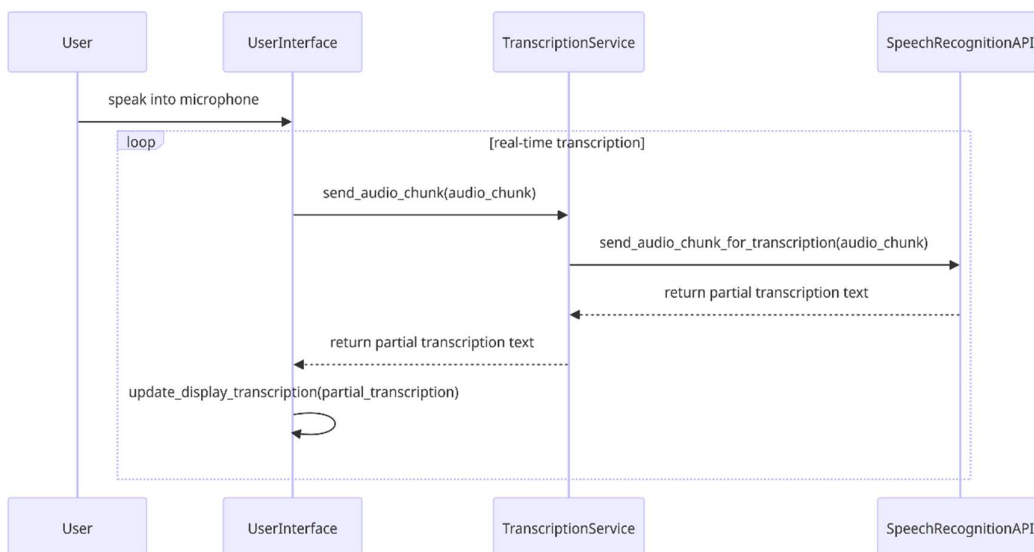 User
UserInterface
TranscriptionService
SpeechRecognitionAPI
speak into microphone
loop
[real-time transcription]
send_audio_chunk(audio_chunk)
send_audio_chunk_for_transcription(audio_chunk)
return partial transcription text
return partial transcription text
update_display_transcription(partial_transcription)
User
UserInterface
TranscriptionService
SpeechRecognitionAPI